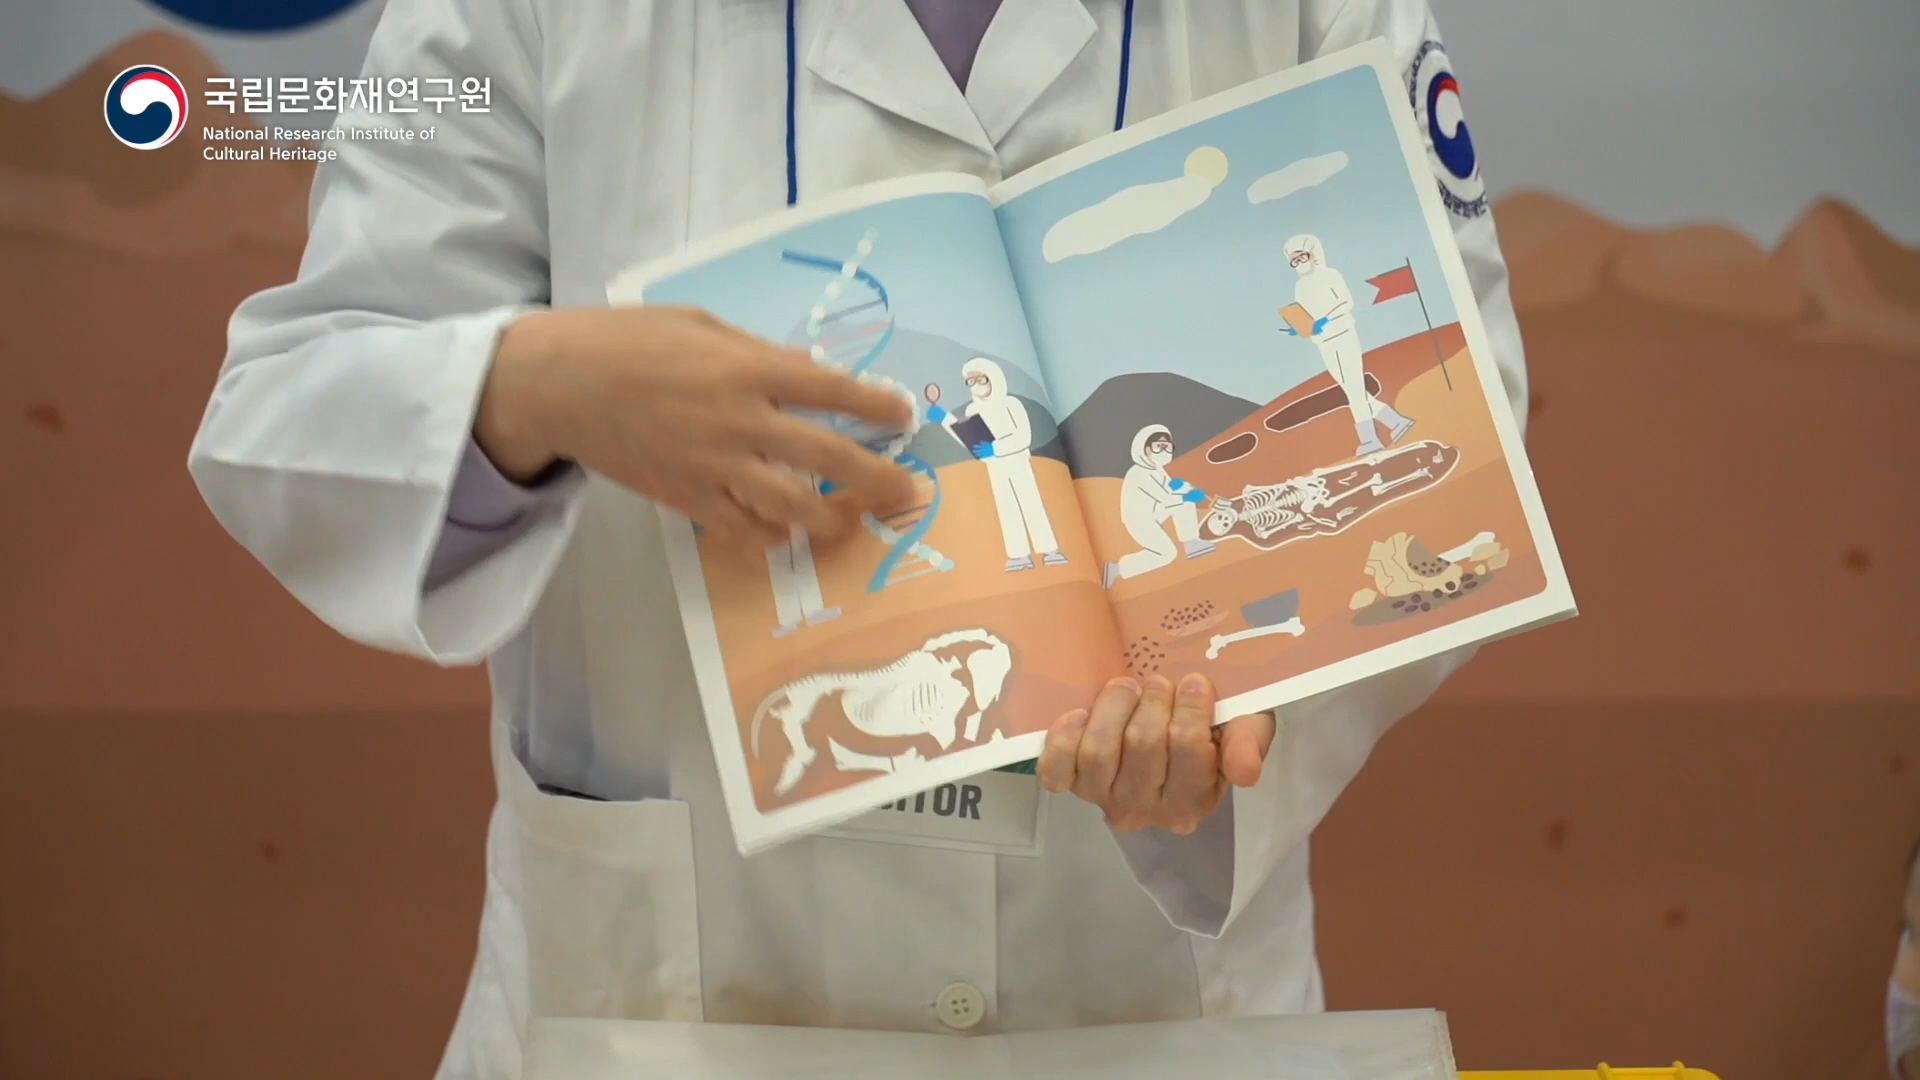 국립문화재연구원
National Research Institute of
Cultural Heritage